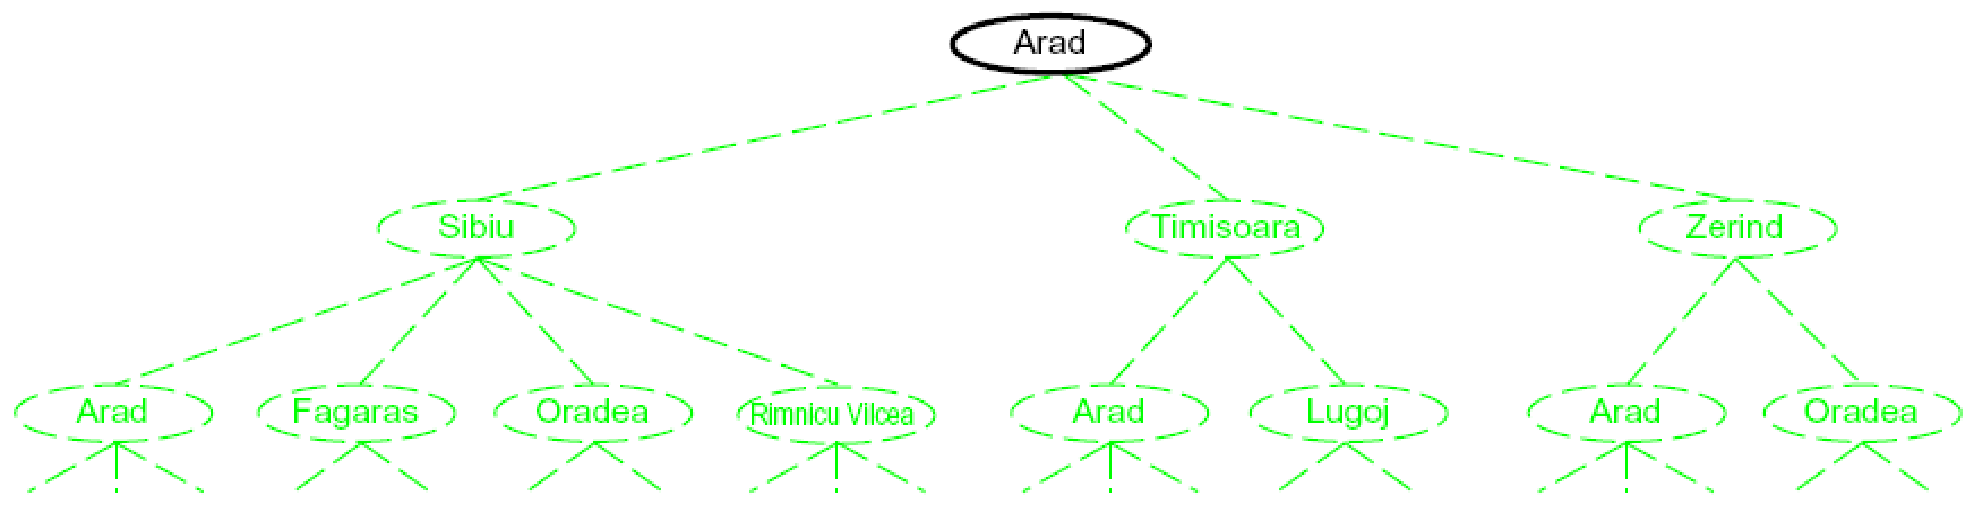 Arad
Sibiu
Timisoara
Zerind
Arad
Fagaras
Oradea
Rimnicu Vilcea
Arad
Lugoj
Arad
Oradea